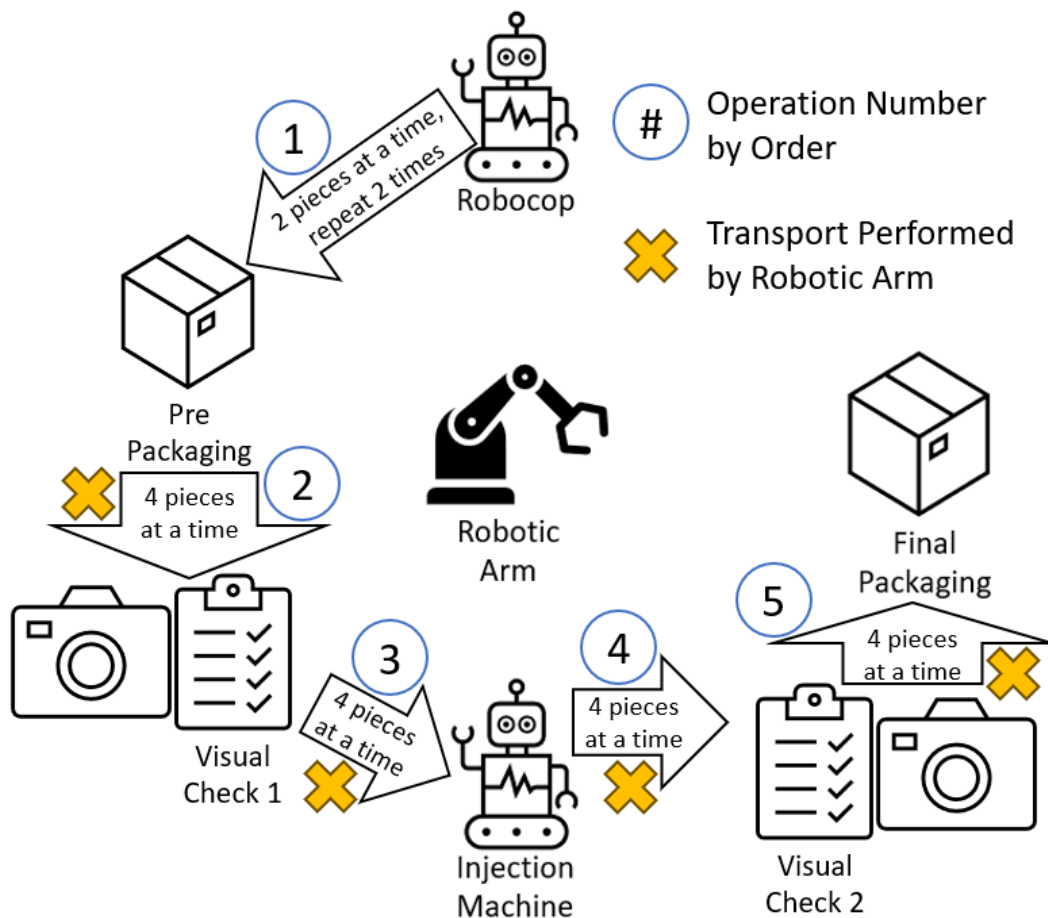 1
2 pieces at a time,
repeat 2 times
Robocop
#
Operation Number
by Order
Transport Performed
by Robotic Arm
Pre
Packaging
2
4 pieces
at a time
Robotic
Arm
Final
Packaging
Visual
Check 1
3
4 pieces
at a time
Injection
Machine
4
4 pieces
at a time
5
4 pieces
at a time
Visual
Check 2